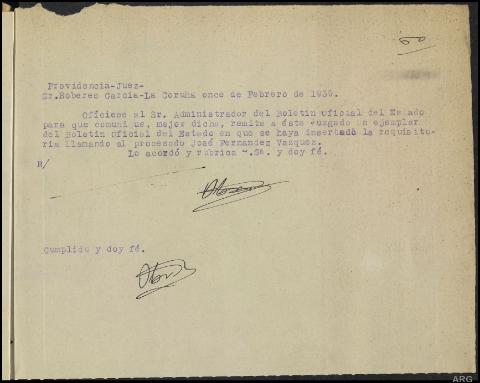 Providencia-Juez-
Sr.Roberes García-La Coruña once de Febrero de 1939.
Ofíciese al Sr. Administrador del Boletin Oficial del Estado
para que comunique, mejor dicho, remita a éste Juzgado un ejemplar
del Boletin Oficial del Estado en que se haya insertado la requisito-
ria llamando al procesado José Fernandez Vazquez.
Lo acordó y rubrica .Sª. y doy fé.
R/
Cumplido y doy fé.
ARG